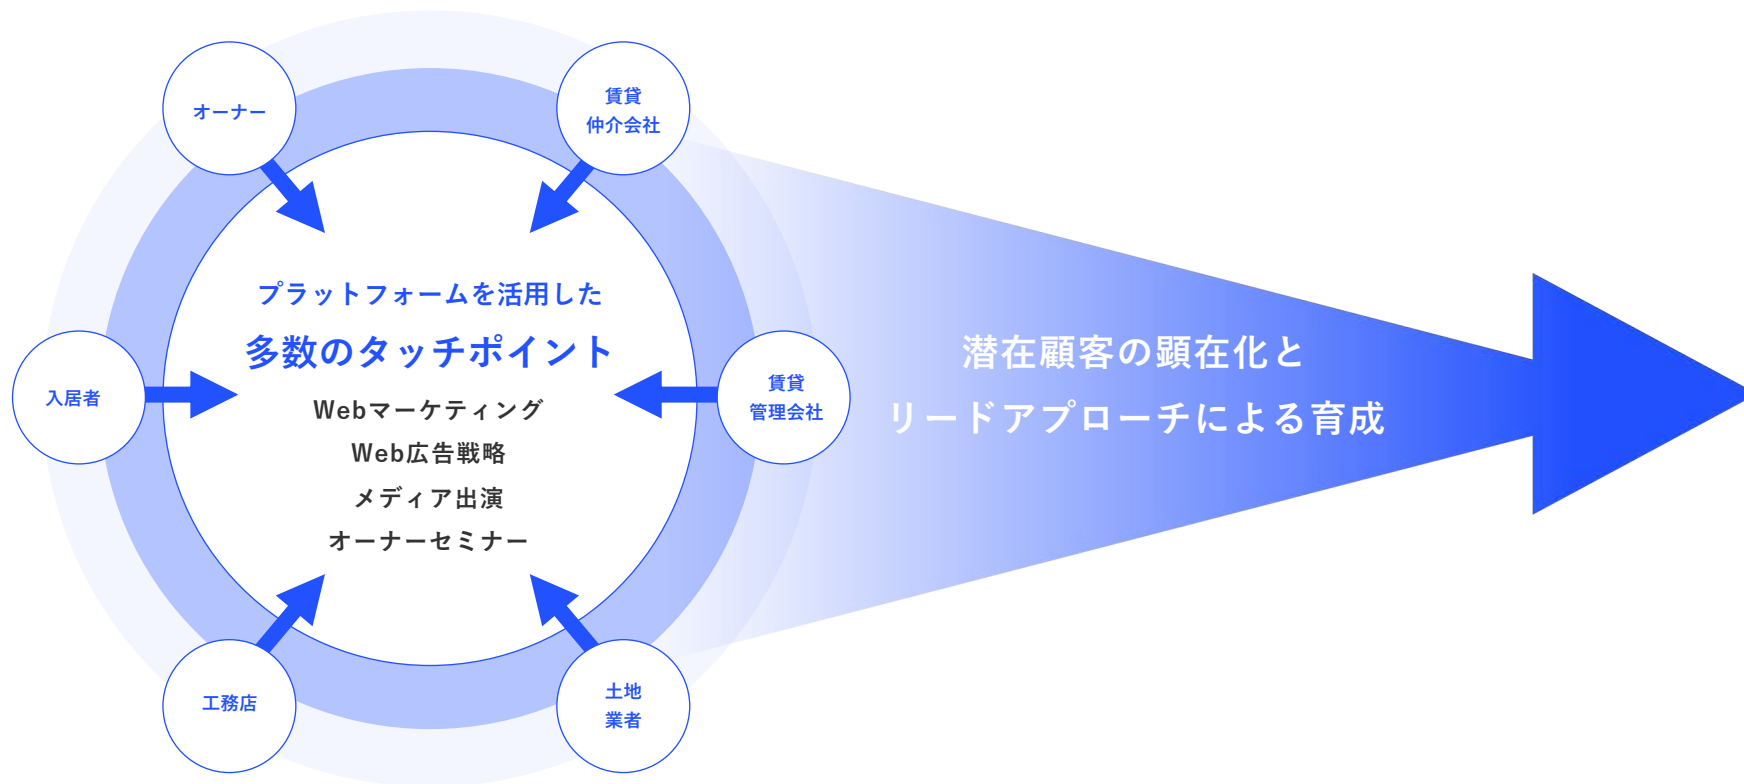 オーナー
賃貸
仲介会社
プラットフォームを活用した
多数のタッチポイント
Webマーケティング
Web広告戦略
メディア出演
オーナーセミナー
入居者
賃貸
管理会社
潜在顧客の顕在化と
リードアプローチによる育成
工務店
土地
業者